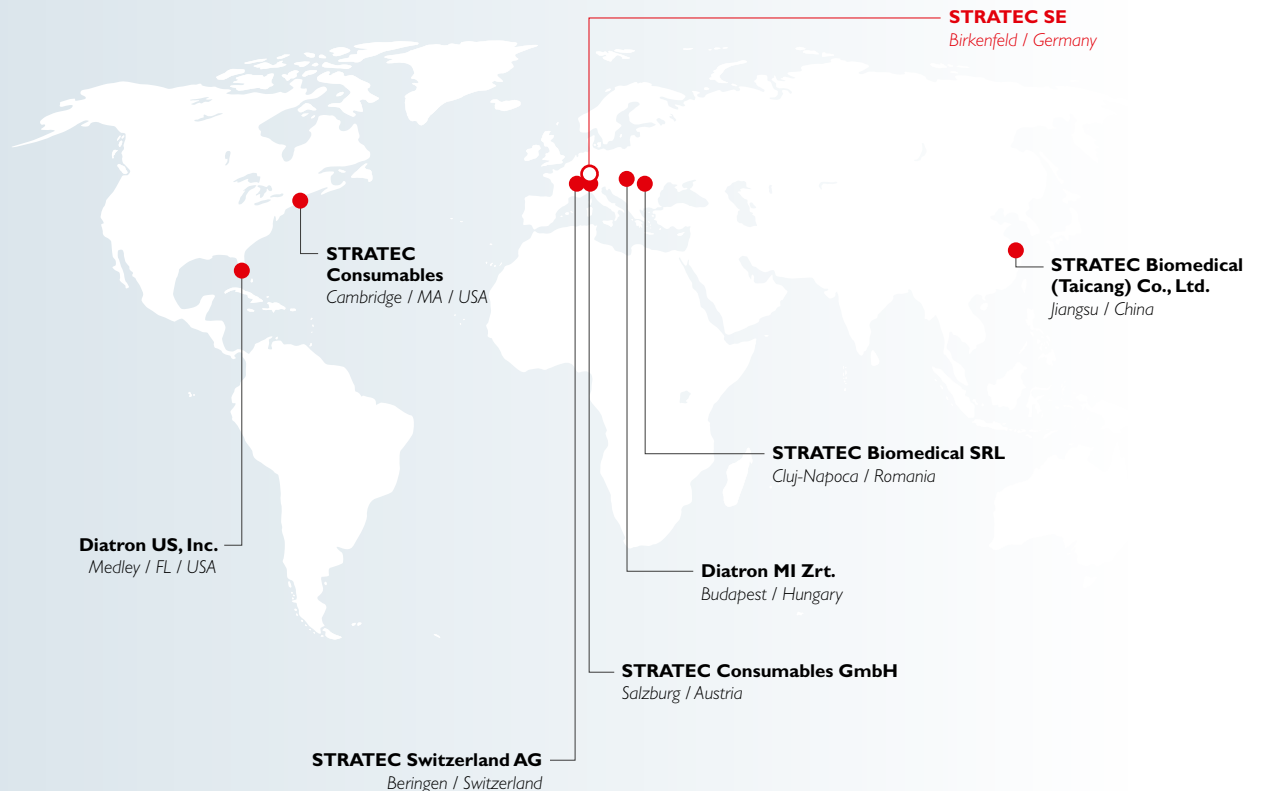 STRATEC SE
Birkenfeld / Germany
STRATEC
Consumables
Cambridge / MA / USA
STRATEC Biomedical
(Taicang) Co., Ltd.
Jiangsu / China
STRATEC Biomedical SRL
Cluj-Napoca / Romania
Diatron US, Inc.
Medley / FL / USA
Diatron MI Zrt.
Budapest / Hungary
STRATEC Consumables GmbH
Salzburg / Austria
STRATEC Switzerland AG
Beringen / Switzerland